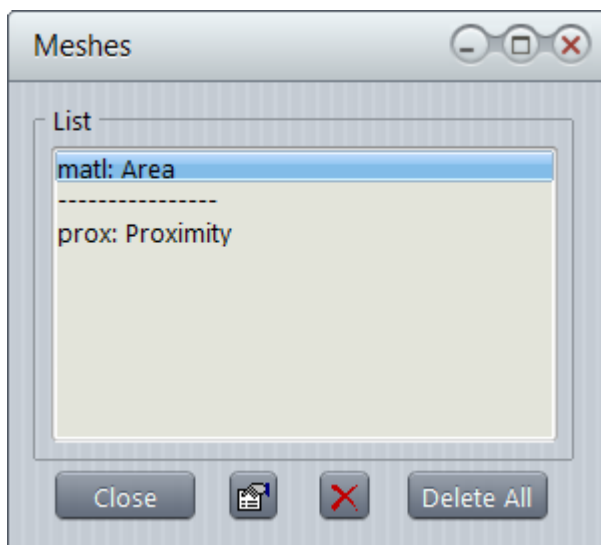 Meshes
List
matl: Area
----------------
prox: Proximity
Close
Delete All